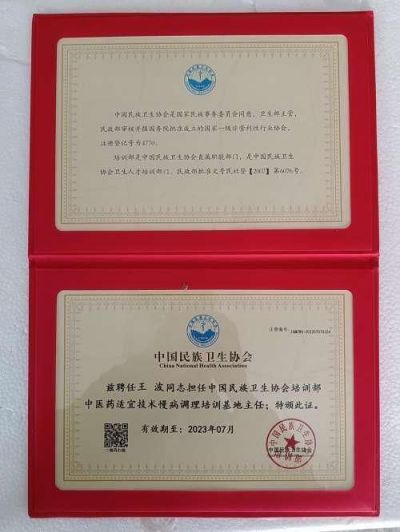 中国民族卫生协会是国家民族事务委员会同意、卫生部主管、
民政部审核并报国务院批准成立的国家一级非营利性行业协会，
注册登记号为4770。
培训部是中国民族卫生协会直属职能部门，是中国民族卫生
协会卫生人才培训部门，民政部批准文号民社登【2007】第6076号。
中国民族卫生协会
China National Health Association
兹聘任王 波同志担任中国民族卫生协会培训部
中医药适宜技术慢病调理培训基地主任；特颁此证。
有效期至：2023年07月
中国民族卫生协会